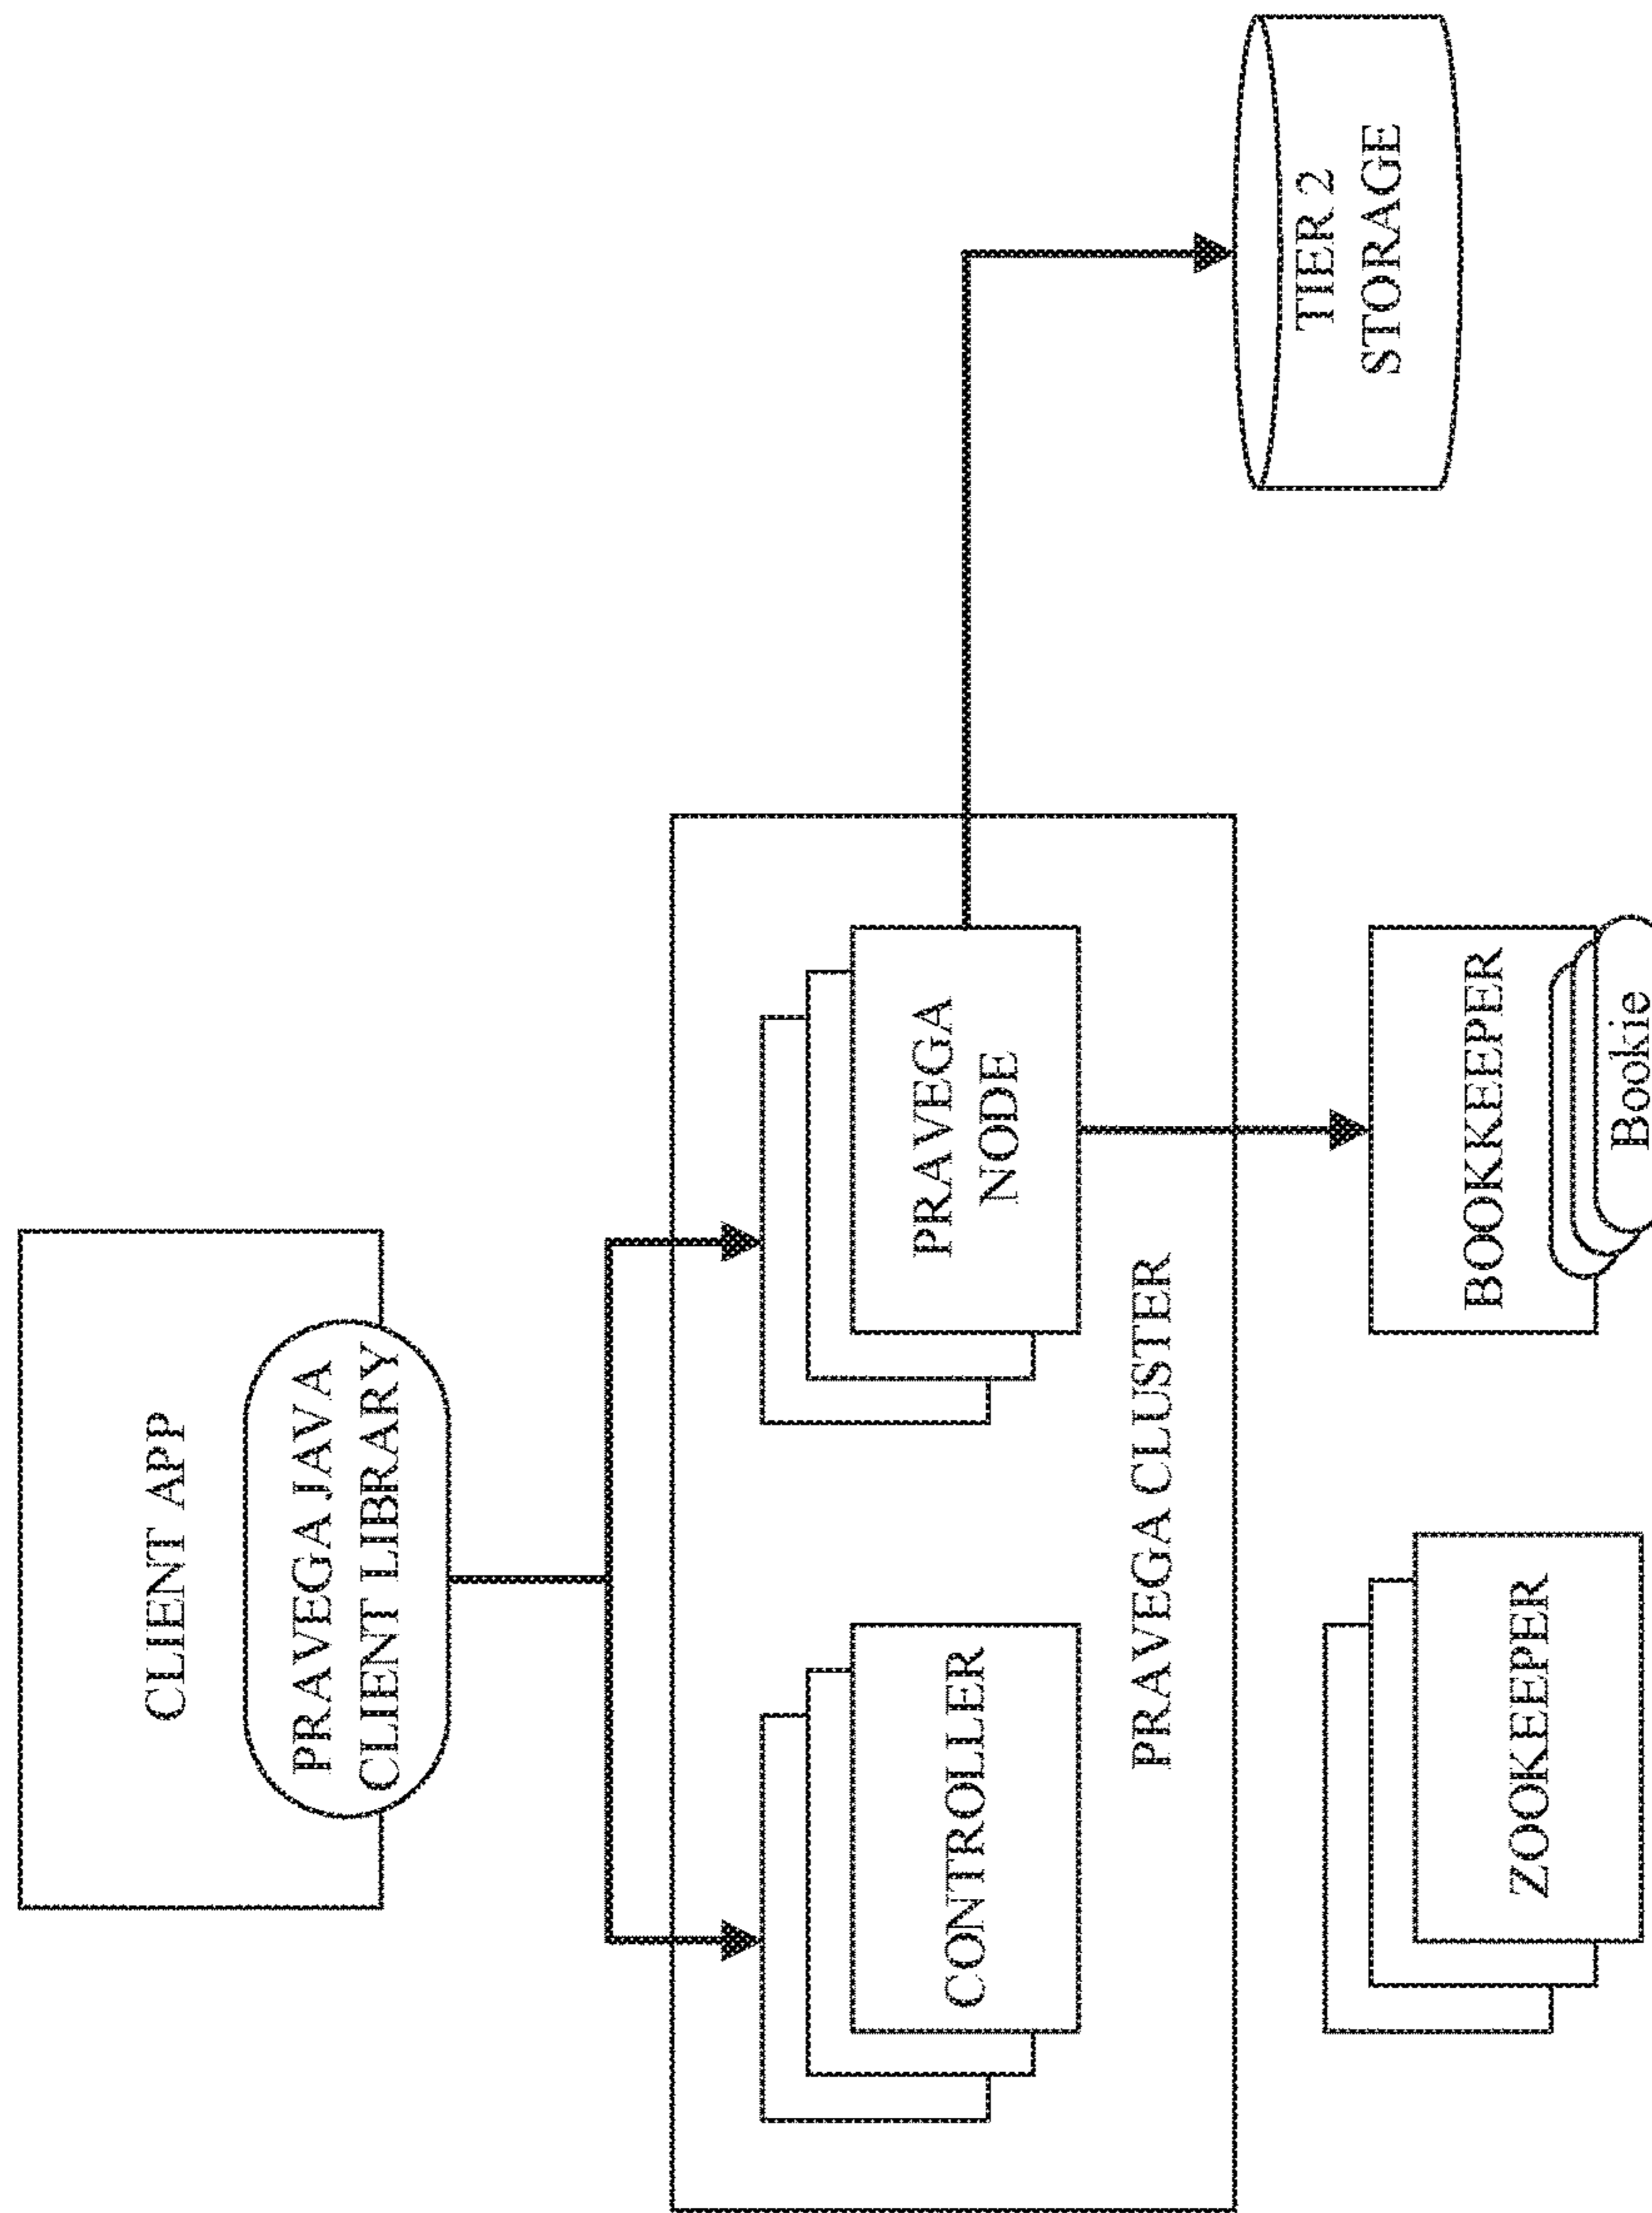 CLIENT APP
PRAVEGA JAVA
CLIENT LIBRARY
CONTROLLER
PRAVEGA
NODE
PRAVEGA CLUSTER
TIER 2
STORAGE
ZOOKEEPER
BOOKKEEPER
Bookie